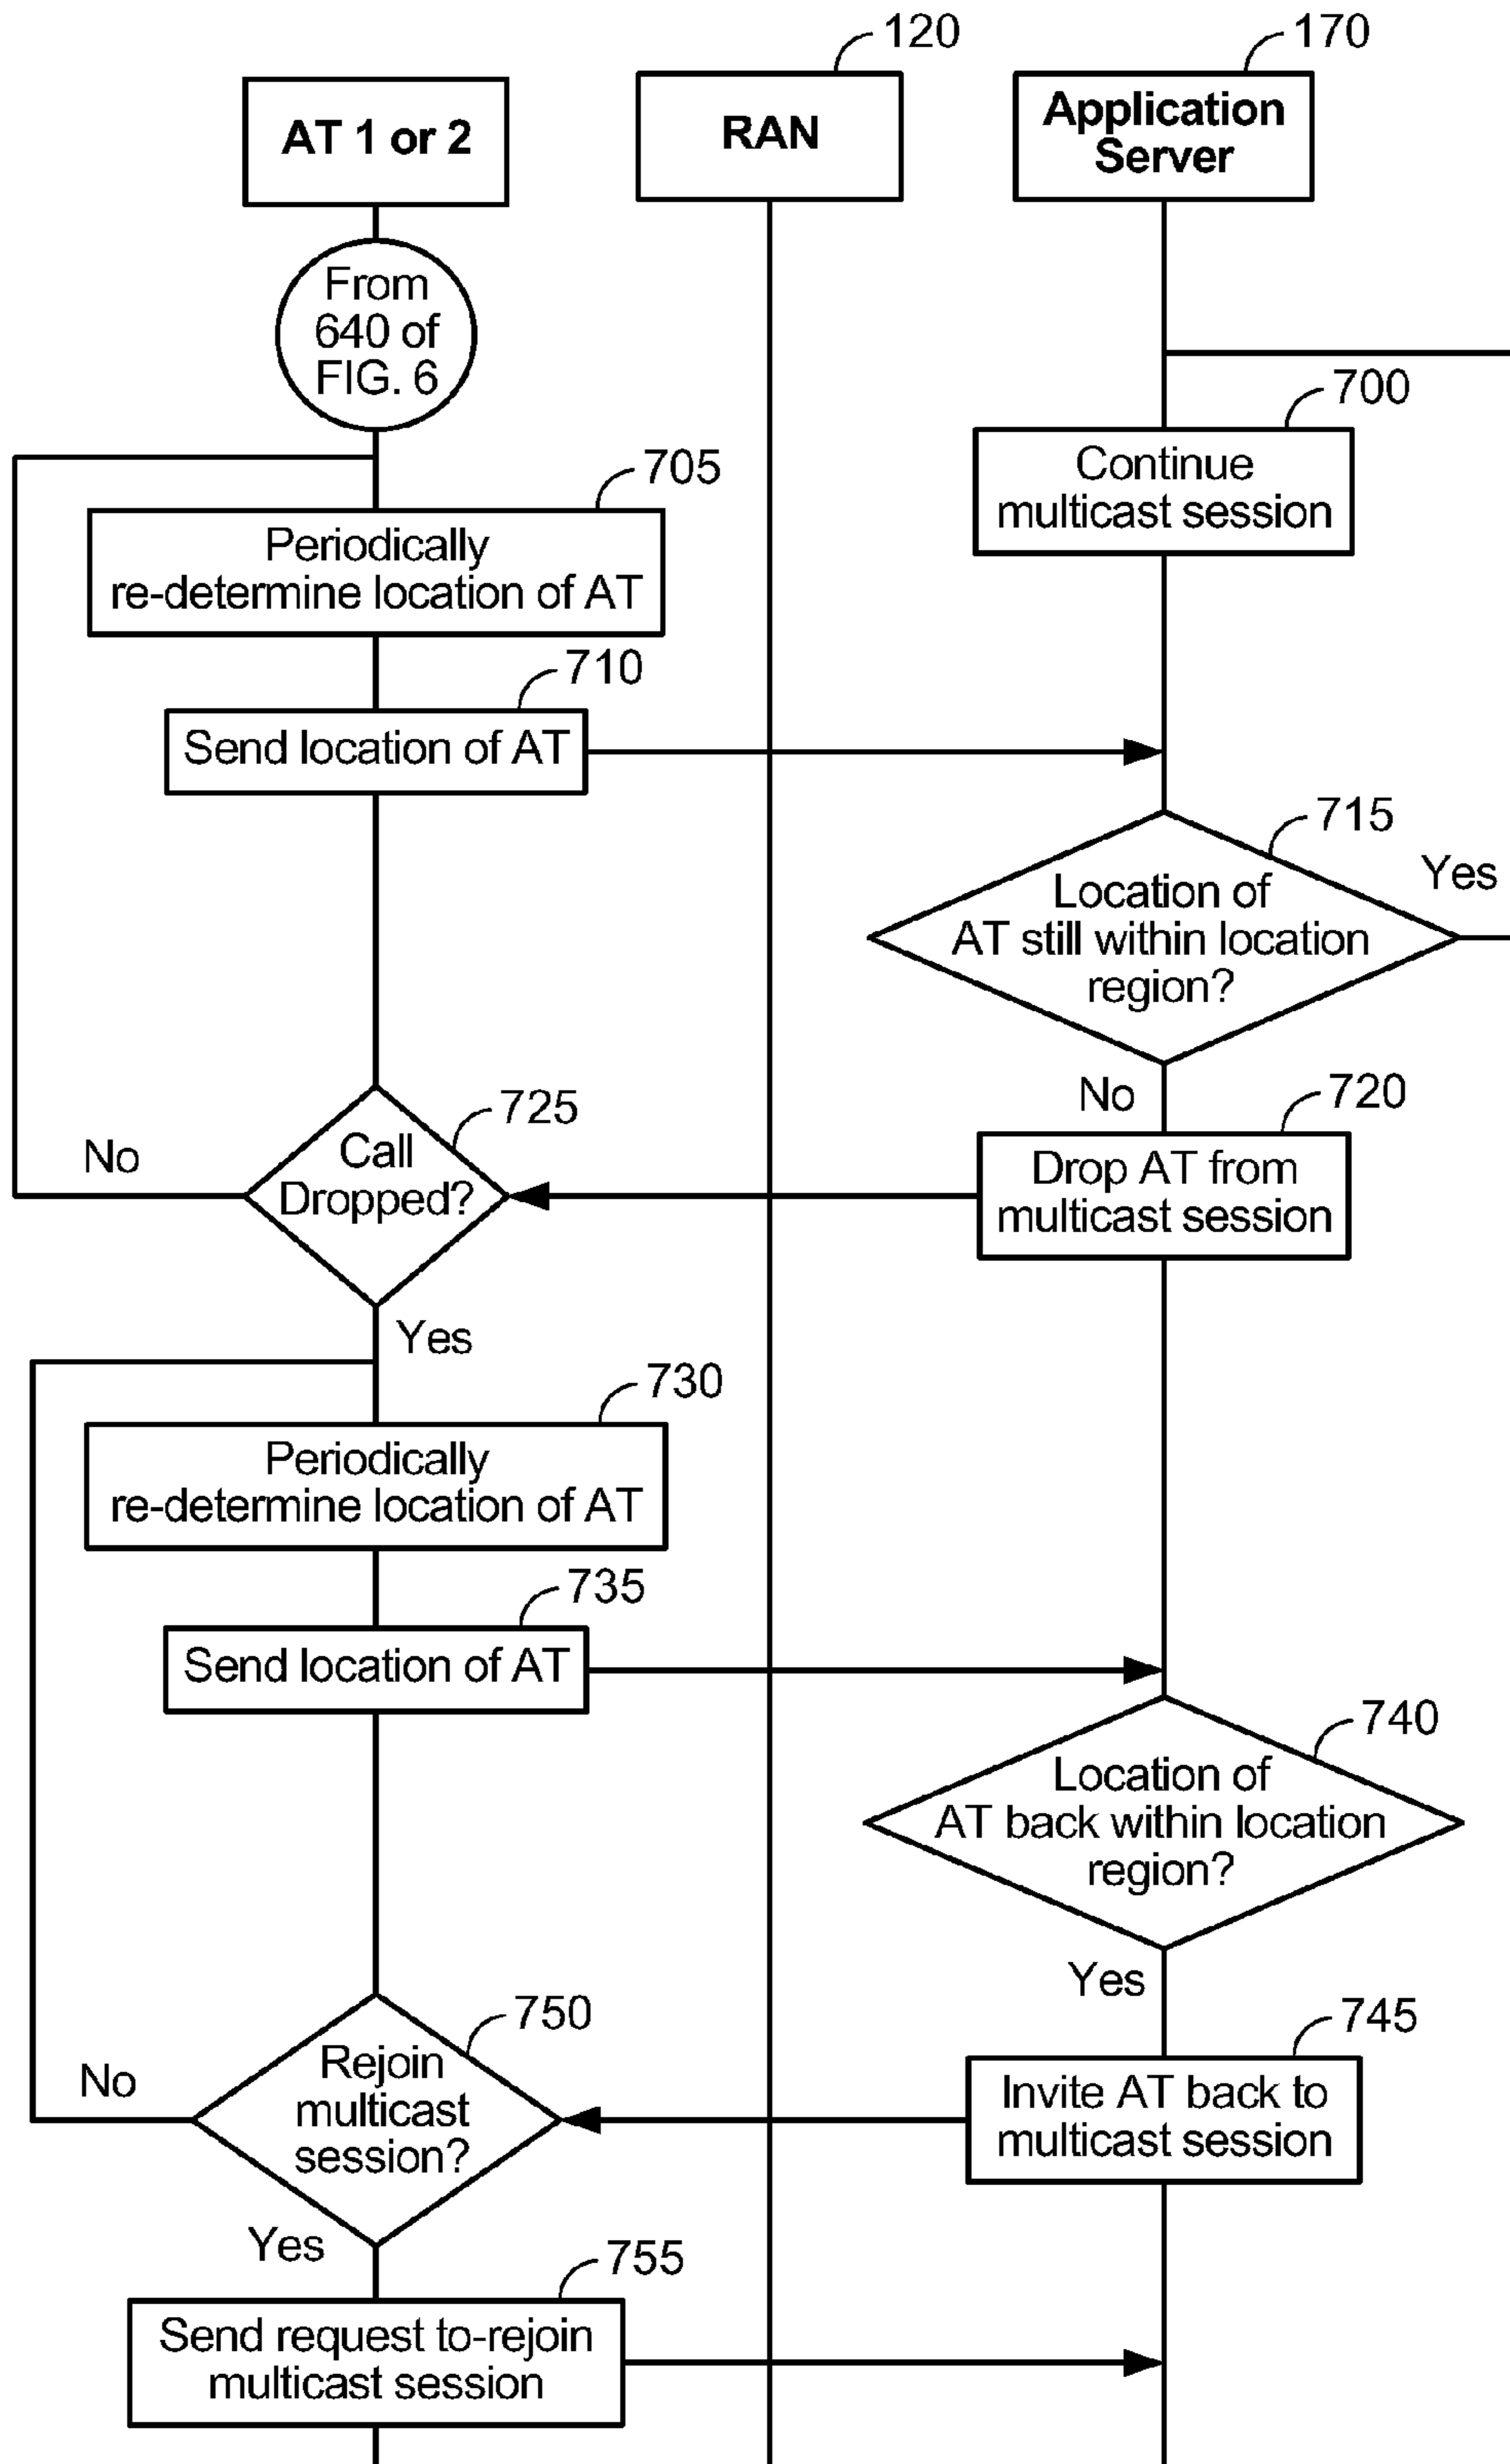 120
170
AT 1 or 2
RAN
Application
Server
From
640 of
FIG. 6
700
Continue
multicast session
705
Periodically
re-determine location of AT
710
Send location of AT
715
Yes
Location of
AT still within location
region?
No
720
Drop AT from
multicast session
725
No
Call
Dropped?
Yes
730
Periodically
re-determine location of AT
735
Send location of AT
740
Location of
AT back within location
region?
Yes
745
Invite AT back to
multicast session
750
No
Rejoin
multicast
session?
Yes
755
Send request to-rejoin
multicast session